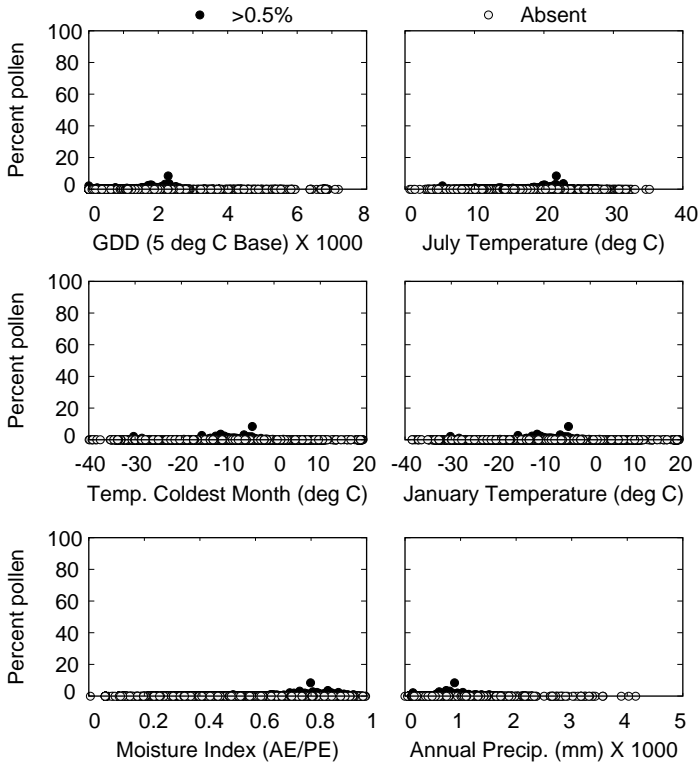 >0.5%
Absent
Percent pollen
100
80
60
40
20
0
0 2 4 6 8
GDD (5 deg C Base) X 1000
0 10 20 30 40
July Temperature (deg C)
Percent pollen
100
80
60
40
20
0
-40 -30 -20 -10 0 10 20
Temp. Coldest Month (deg C)
-40 -30 -20 -10 0 10 20
January Temperature (deg C)
Percent pollen
100
80
60
40
20
0
0 0.2 0.4 0.6 0.8 1
Moisture Index (AE/PE)
0 1 2 3 4 5
Annual Precip. (mm) X 1000